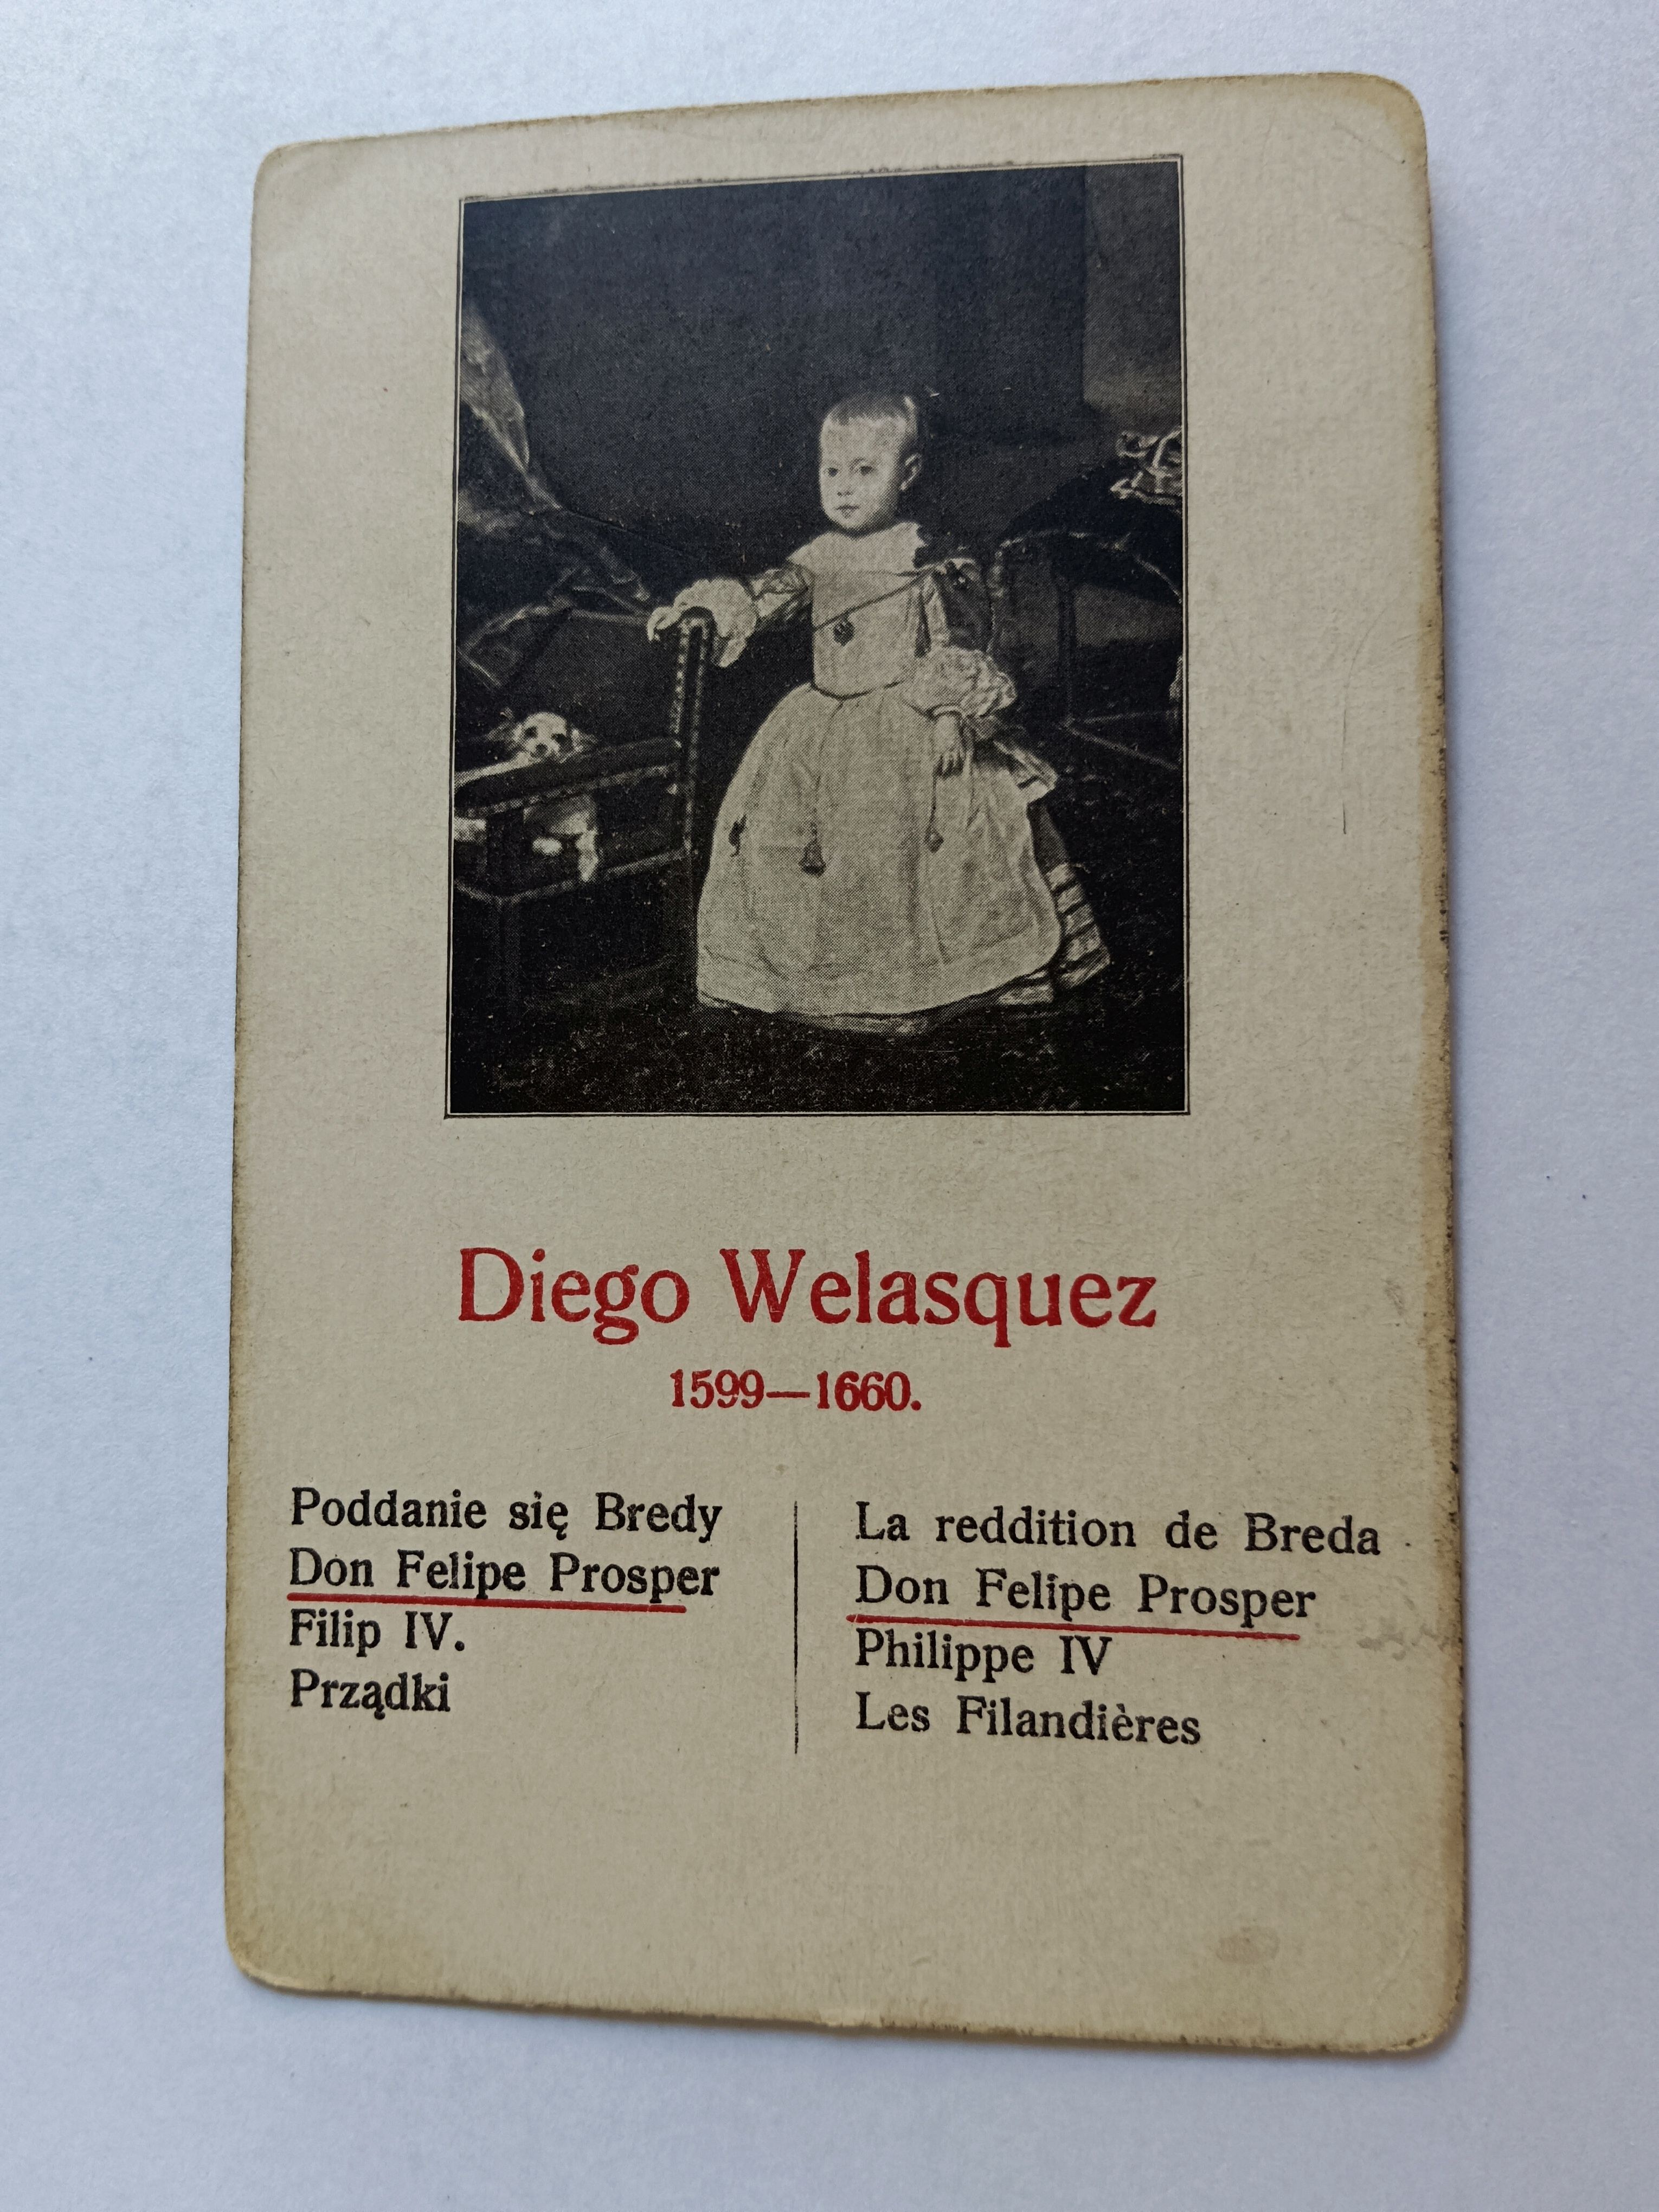 Diego Welasquez
1599—1660.
Poddanie się Bredy
Don Felipe Prosper
Filip IV.
Prządki
La reddition de Breda
Don Felipe Prosper
Philippe IV
Les Filandières